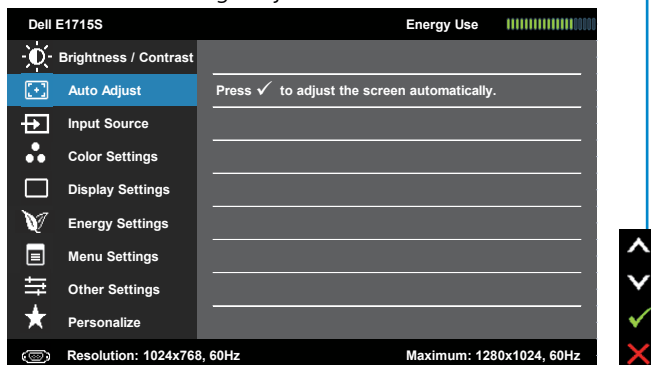 Dell E1715S Energy Use
Brightness / Contrast
Auto Adjust Press ✓ to adjust the screen automatically.
Input Source
Color Settings
Display Settings
Energy Settings
Menu Settings
Other Settings
Personalize
Resolution: 1024x768, 60Hz Maximum: 1280x1024, 60Hz